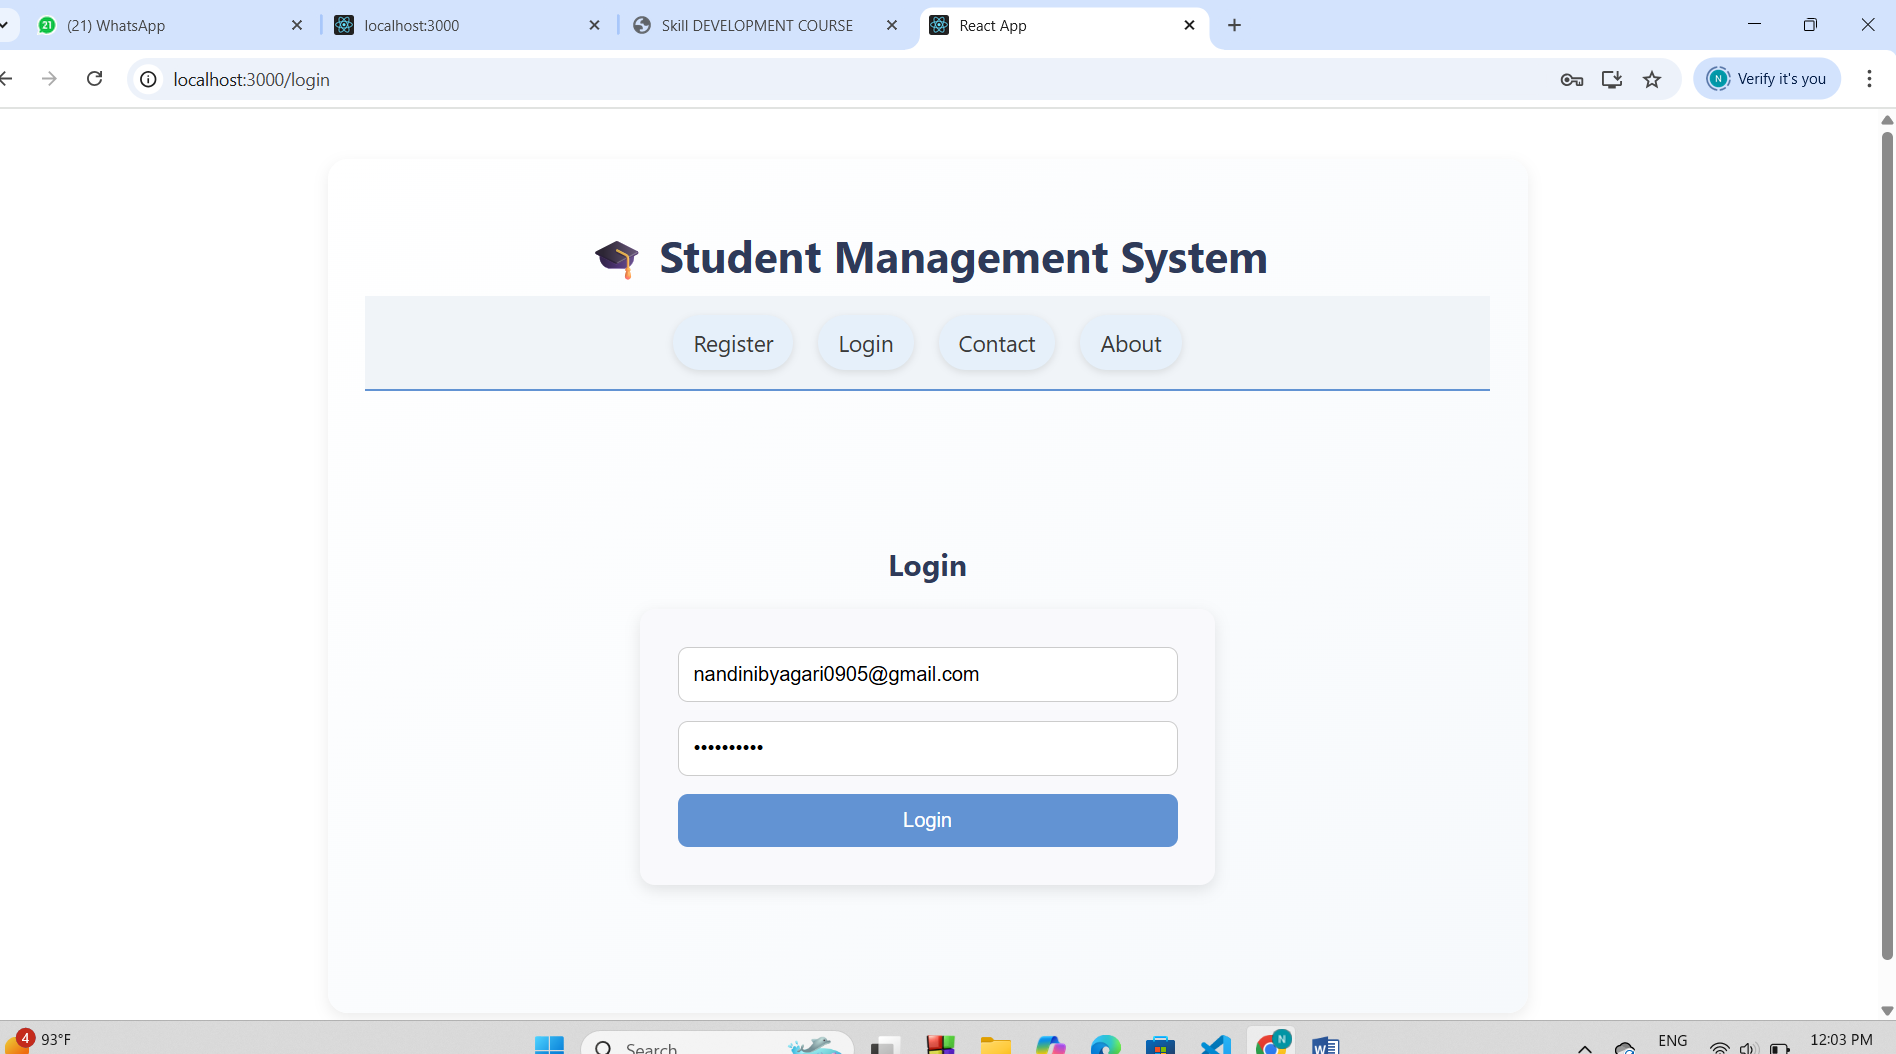 21 (21) WhatsApp localhost:3000 Skill DEVELOPMENT COURSE React App
localhost:3000/login N Verify it's you
Student Management System
Register Login Contact About
Login
nandinibyagari0905@gmail.com
••••••••••
Login
4 93°F Search N W ENG 12:03 PM